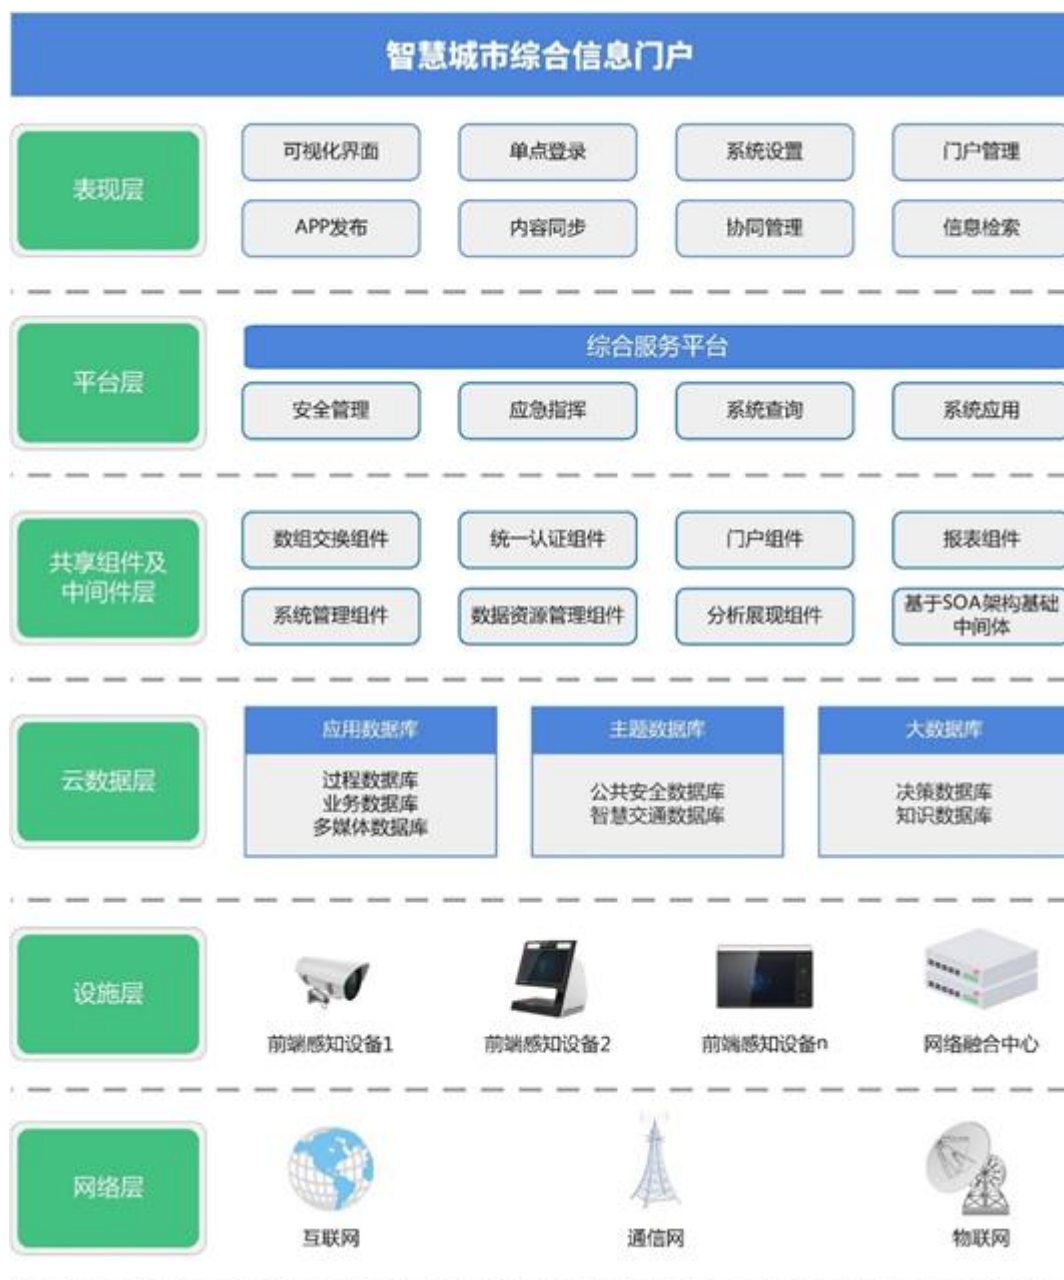 智慧城市综合信息门户
表现层
可视化界面
单点登录
系统设置
门户管理
APP发布
内容同步
协同管理
信息检索
平台层
综合服务平台
安全管理
应急指挥
系统查询
系统应用
共享组件及
中间件层
数组交换组件
统一认证组件
门户组件
报表组件
系统管理组件
数据资源管理组件
分析展现组件
基于SOA架构基础
中间体
云数据层
应用数据库
过程数据库
业务数据库
多媒体数据库
主题数据库
公共安全数据库
智慧交通数据库
大数据库
决策数据库
知识数据库
设施层
前端感知设备1
前端感知设备2
前端感知设备n
网络融合中心
网络层
互联网
通信网
物联网